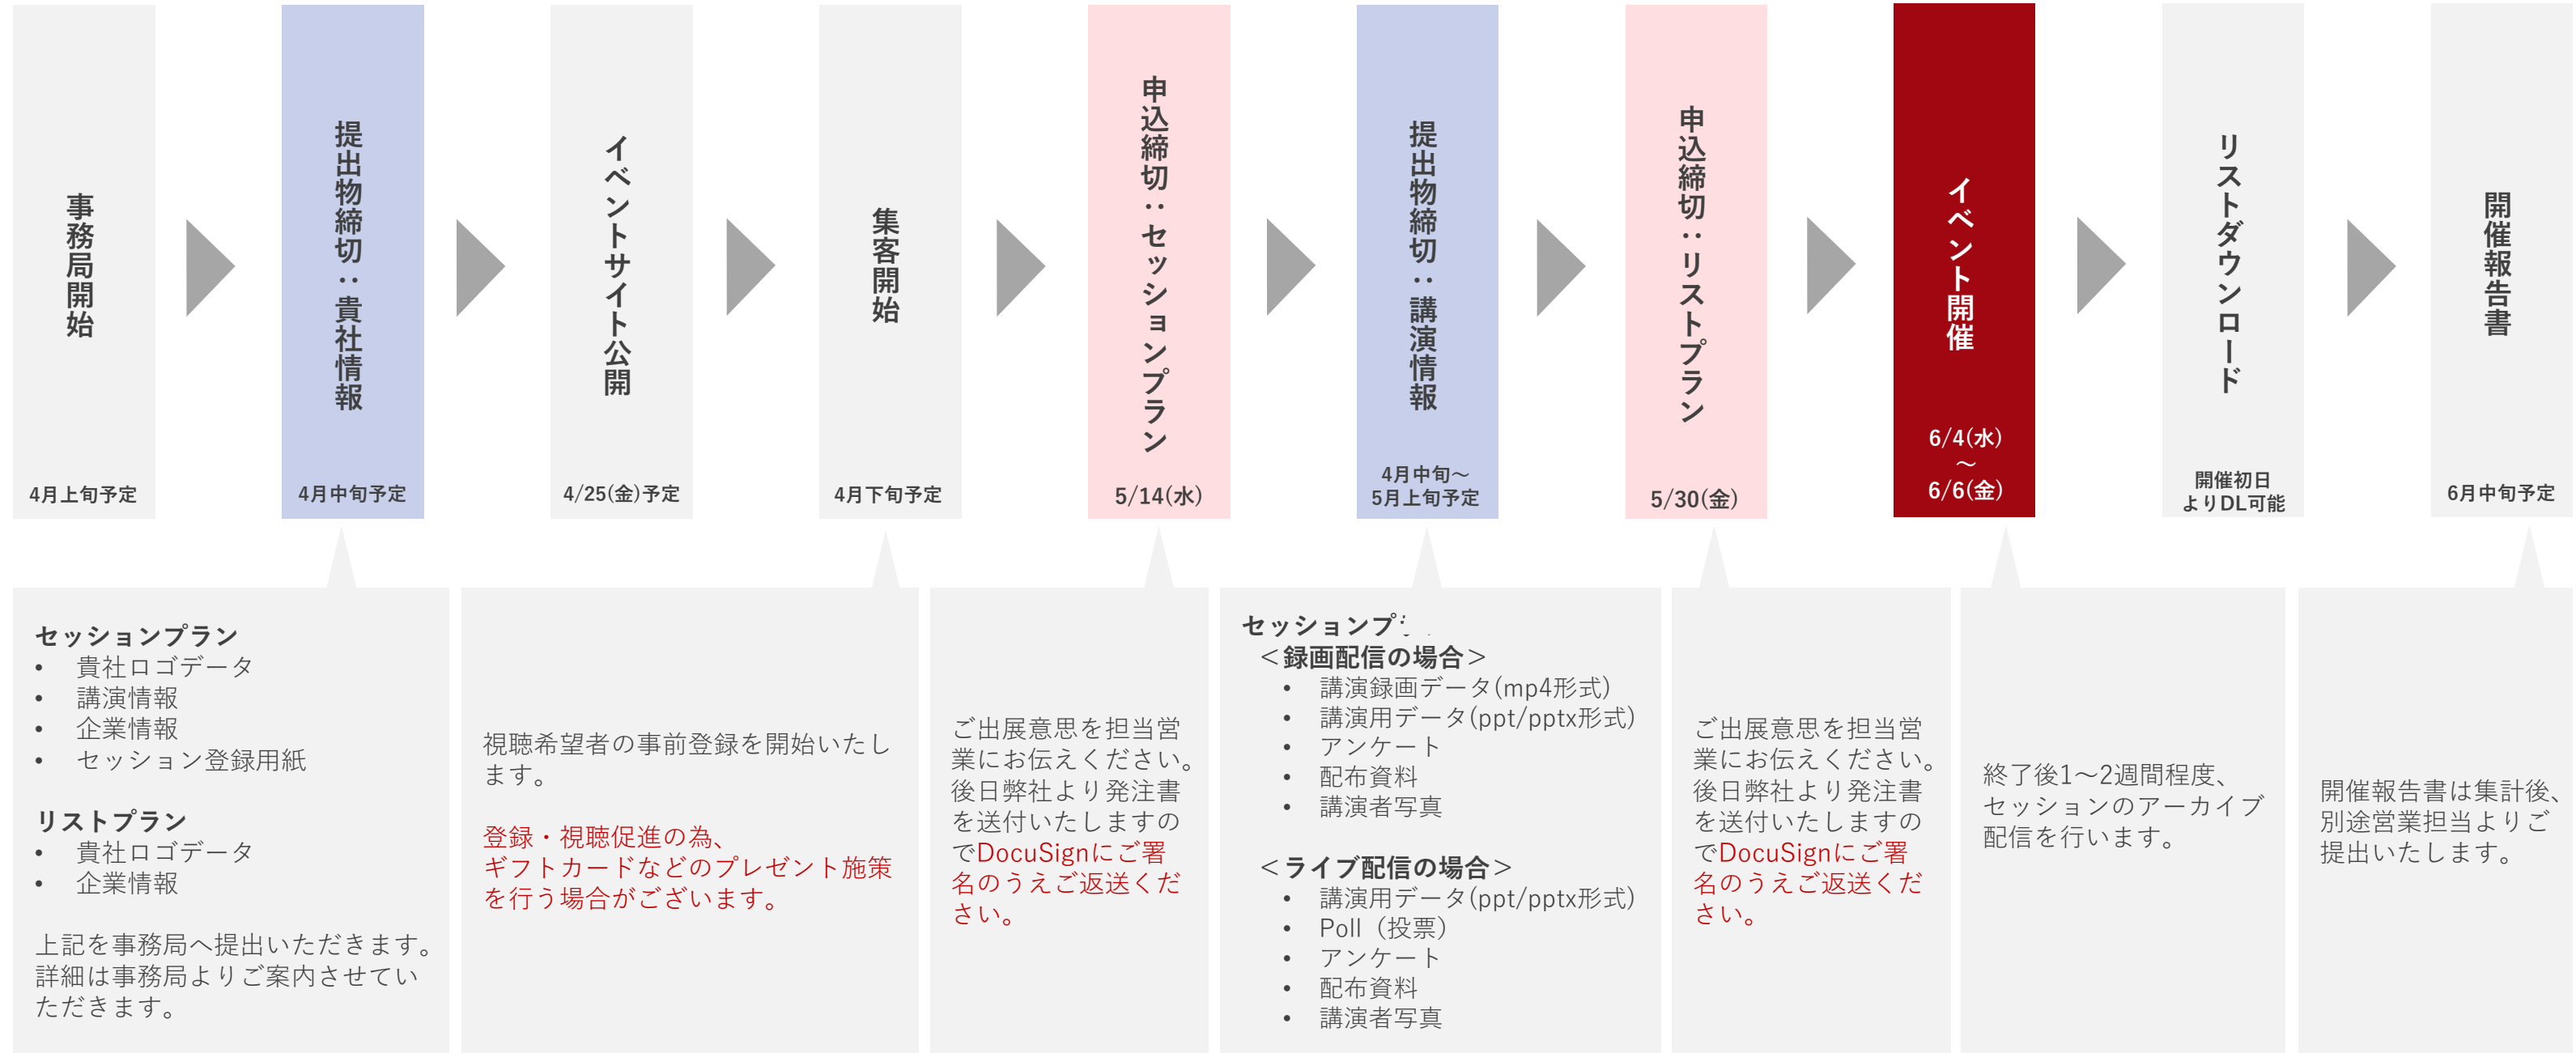 事務局開始
4月上旬予定
提出物締切：貴社情報
4月中旬予定
イベントサイト公開
4/25(金)予定
集客開始
4月下旬予定
申込締切：セッションプラン
5/14(水)
提出物締切：講演情報
4月中旬～
5月上旬予定
申込締切：リストプラン
5/30(金)
イベント開催
6/4(水)
～
6/6(金)
リストダウンロード
開催初日
よりDL可能
開催報告書
6月中旬予定
セッションプラン
• 貴社ロゴデータ
• 講演情報
• 企業情報
• セッション登録用紙
リストプラン
• 貴社ロゴデータ
• 企業情報
上記を事務局へ提出いただきます。
詳細は事務局よりご案内させてい
ただきます。
視聴希望者の事前登録を開始いたし
ます。
登録・視聴促進の為、
ギフトカードなどのプレゼント施策
を行う場合がございます。
ご出展意思を担当営
業にお伝えください。
後日弊社より発注書
を送付いたしますの
でDocuSignにご署
名のうえご返送くだ
さい。
セッションプ
＜録画配信の場合＞
• 講演録画データ(mp4形式)
• 講演用データ(ppt/pptx形式)
• アンケート
• 配布資料
• 講演者写真
＜ライブ配信の場合＞
• 講演用データ(ppt/pptx形式)
• Poll（投票）
• アンケート
• 配布資料
• 講演者写真
ご出展意思を担当営
業にお伝えください。
後日弊社より発注書
を送付いたしますの
でDocuSignにご署
名のうえご返送くだ
さい。
終了後1～2週間程度、
セッションのアーカイブ
配信を行います。
開催報告書は集計後、
別途営業担当よりご
提出いたします。